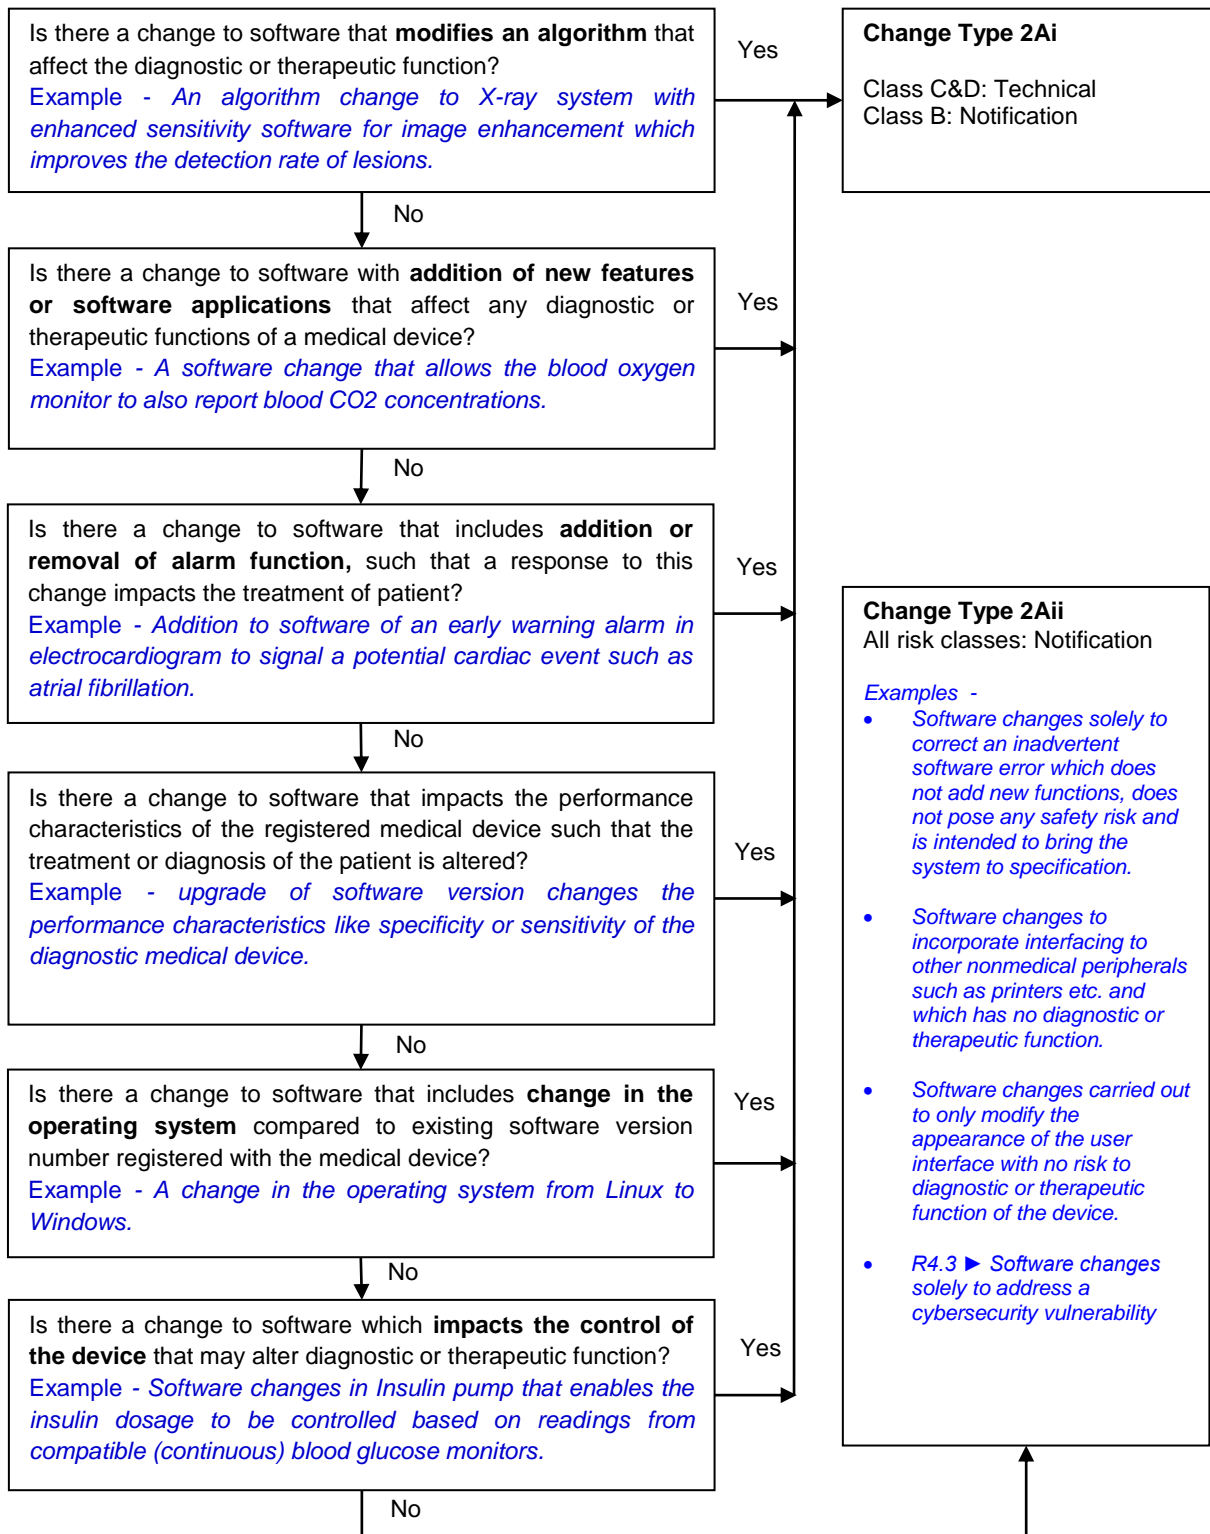 Is there a change to software that modifies an algorithm that
affect the diagnostic or therapeutic function?
Example - An algorithm change to X-ray system with
enhanced sensitivity software for image enhancement which
improves the detection rate of lesions.
Yes
Change Type 2Ai
Class C&D: Technical
Class B: Notification
No
Is there a change to software with addition of new features
or software applications that affect any diagnostic or
therapeutic functions of a medical device?
Example - A software change that allows the blood oxygen
monitor to also report blood CO2 concentrations.
Yes
No
Is there a change to software that includes addition or
removal of alarm function, such that a response to this
change impacts the treatment of patient?
Example - Addition to software of an early warning alarm in
electrocardiogram to signal a potential cardiac event such as
atrial fibrillation.
Yes
No
Is there a change to software that impacts the performance
characteristics of the registered medical device such that the
treatment or diagnosis of the patient is altered?
Example - upgrade of software version changes the
performance characteristics like specificity or sensitivity of the
diagnostic medical device.
Yes
No
Is there a change to software that includes change in the
operating system compared to existing software version
number registered with the medical device?
Example - A change in the operating system from Linux to
Windows.
Yes
No
Is there a change to software which impacts the control of
the device that may alter diagnostic or therapeutic function?
Example - Software changes in Insulin pump that enables the
insulin dosage to be controlled based on readings from
compatible (continuous) blood glucose monitors.
Yes
No
Change Type 2Aii
All risk classes: Notification
Examples -
• Software changes solely to
correct an inadvertent
software error which does
not add new functions, does
not pose any safety risk and
is intended to bring the
system to specification.
• Software changes to
incorporate interfacing to
other nonmedical peripherals
such as printers etc. and
which has no diagnostic or
therapeutic function.
• Software changes carried out
to only modify the
appearance of the user
interface with no risk to
diagnostic or therapeutic
function of the device.
• R4.3 ► Software changes
solely to address a
cybersecurity vulnerability